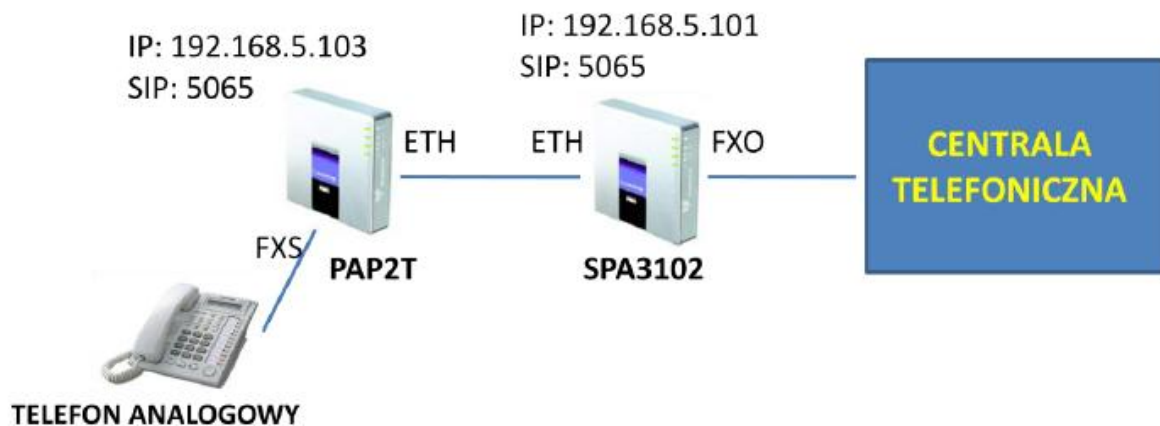 IP: 192.168.5.103
SIP: 5065
IP: 192.168.5.101
SIP: 5065
ETH
ETH
FXO
CENTRALA
TELEFONICZNA
FXS
PAP2T
SPA3102
TELEFON ANALOGOWY